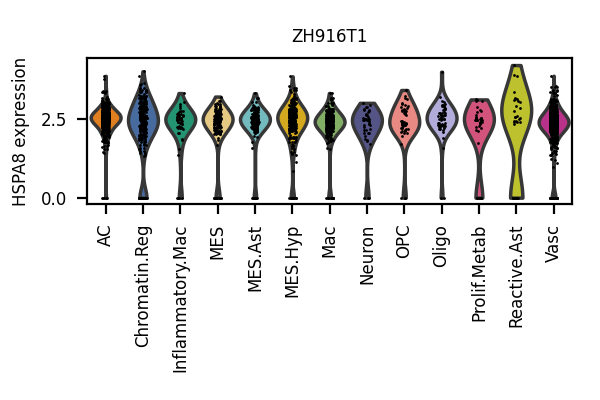 ZH916T1
HSPA8 expression
2.5
0.0
AC
Chromatin.Reg
Inflammatory.Mac
MES
MES.Ast
MES.Hyp
Mac
Neuron
OPC
Oligo
Prolif.Metab
Reactive.Ast
Vasc